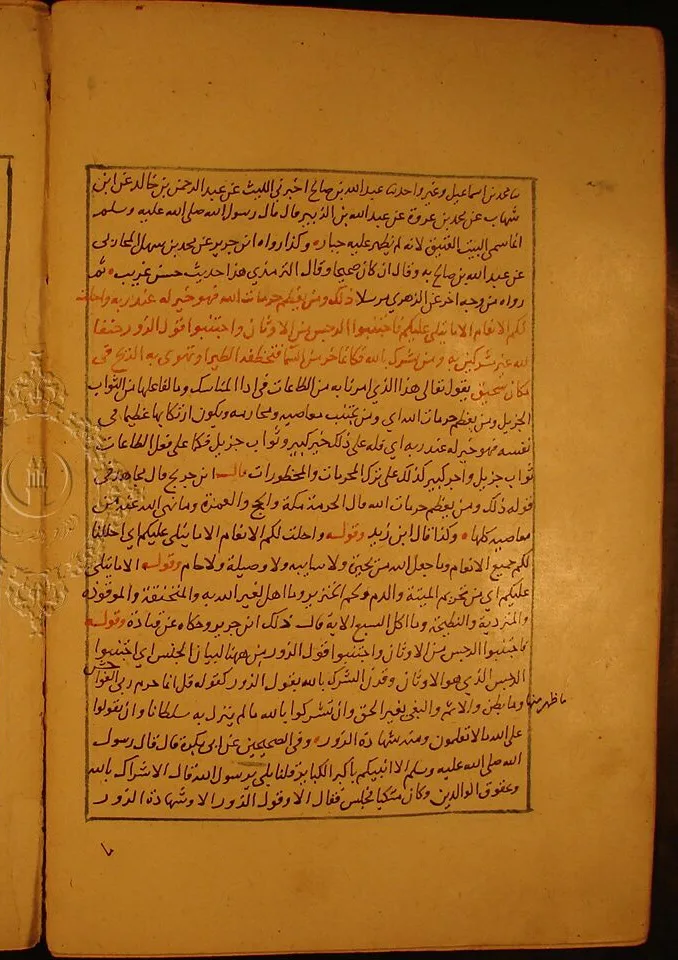 ثنا محمد بن اسماعيل وغير واحد ثنا عبد الله بن صالح اخبرني الليث عن عبد الرحمن بن خالد عن ابن
شهاب عن محمد بن عروة عن عبد الله بن الزبير قال قال رسول الله صلى الله عليه وسلم
انما سمي البيت العتيق لانه لم يظهر عليه جبار وكذا رواه ابن جرير عن محمد بن سهل المحاربي
عن عبد الله بن صالح به وقال ان كان صحيحا وقال الترمذي هذا حديث حسن غريب ثم
رواه من وجه اخر عن الزهري مرسلا ذلك ومن يعظم حرمات الله فهو خير له عند ربه واحلت
لكم الانعام الا ما يتلى عليكم فاجتنبوا الرجس من الاوثان واجتنبوا قول الزور حنفا
لله غير مشركين به ومن يشرك بالله فكانما خر من السما فتخطفه الطير او تهوي به الريح في
مكان سحيق يقول تعالى هذا الذي امرنا به من الطاعات في ادا المناسك وما لفاعلها من الثواب
الجزيل ومن يعظم حرمات الله اي ومن يجتنب معاصيه ومحارمه ويكون ارتكابها عظيما في
نفسه فهو خير له عند ربه اي فله على ذلك خير كبير وثواب جزيل فكما على فعل الطاعات
ثواب جزيل واجر كبير كذلك على ترك المحرمات والمحظورات قال ابن جريج قال مجاهد في
قوله ذلك ومن يعظم حرمات الله قال الحرمة مكة والحج والعمرة وما نهى الله عنه من
معاصيه كلها وكذا قال ابن زيد وقوله واحلت لكم الانعام الا ما يتلى عليكم اي احللنا
لكم جميع الانعام وما جعل الله من بحيرة ولا سايبة ولا وصيلة ولا حام وقوله الا ما يتلى
عليكم اي من تحريم الميتة والدم ولحم الخنزير وما اهل لغير الله به والمنخنقة والموقوذة
والمتردية والنطيحة وما اكل السبع الاية قال ذلك ابن جرير وحكاه عن قتادة وقوله
فاجتنبوا الرجس من الاوثان واجتنبوا قول الزور من ههنا لبيان الجنس اي اجتنبوا
الرجس الذي هو الاوثان وقرن الشرك بالله بقول الزور كقوله قل انما حرم ربي الفواحش
ما ظهر منها وما بطن والاثم والبغي بغير الحق وان تشركوا بالله ما لم ينزل به سلطانا وان تقولوا
على الله ما لا تعلمون ومنه شهادة الزور وفي الصحيحين عن ابي بكرة قال قال رسول
الله صلى الله عليه وسلم الا انبيكم باكبر الكباير قلنا بلى يرسول الله قال الاشراك بالله
وعقوق الوالدين وكان متكيا فجلس فقال الا وقول الزور الا وشهادة الزور